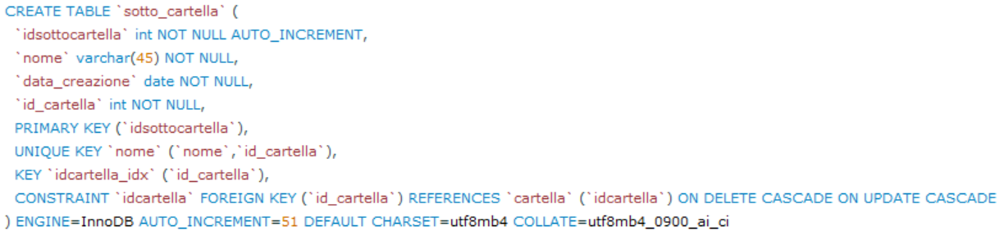 CREATE TABLE `sotto_cartella` (
`idsottocartella` int NOT NULL AUTO_INCREMENT,
`nome` varchar(45) NOT NULL,
`data_creazione` date NOT NULL,
`id_cartella` int NOT NULL,
PRIMARY KEY (`idsottocartella`),
UNIQUE KEY `nome` (`nome`,`id_cartella`),
KEY `idcartella_idx` (`id_cartella`),
CONSTRAINT `idcartella` FOREIGN KEY (`id_cartella`) REFERENCES `cartella` (`idcartella`) ON DELETE CASCADE ON UPDATE CASCADE
) ENGINE=InnoDB AUTO_INCREMENT=51 DEFAULT CHARSET=utf8mb4 COLLATE=utf8mb4_0900_ai_ci